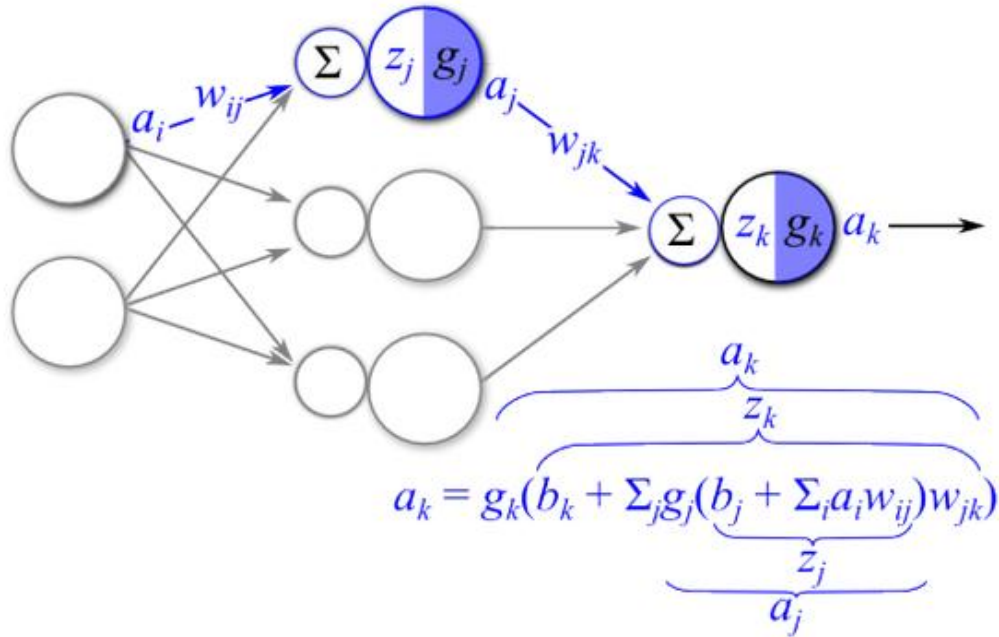 Σ z_j g_j
a_i w_ij a_j
w_jk
Σ z_k g_k a_k
a_k
z_k
a_k = g_k(b_k + Σ_j g_j(b_j + Σ_i a_i w_ij)w_jk)
z_j
a_j